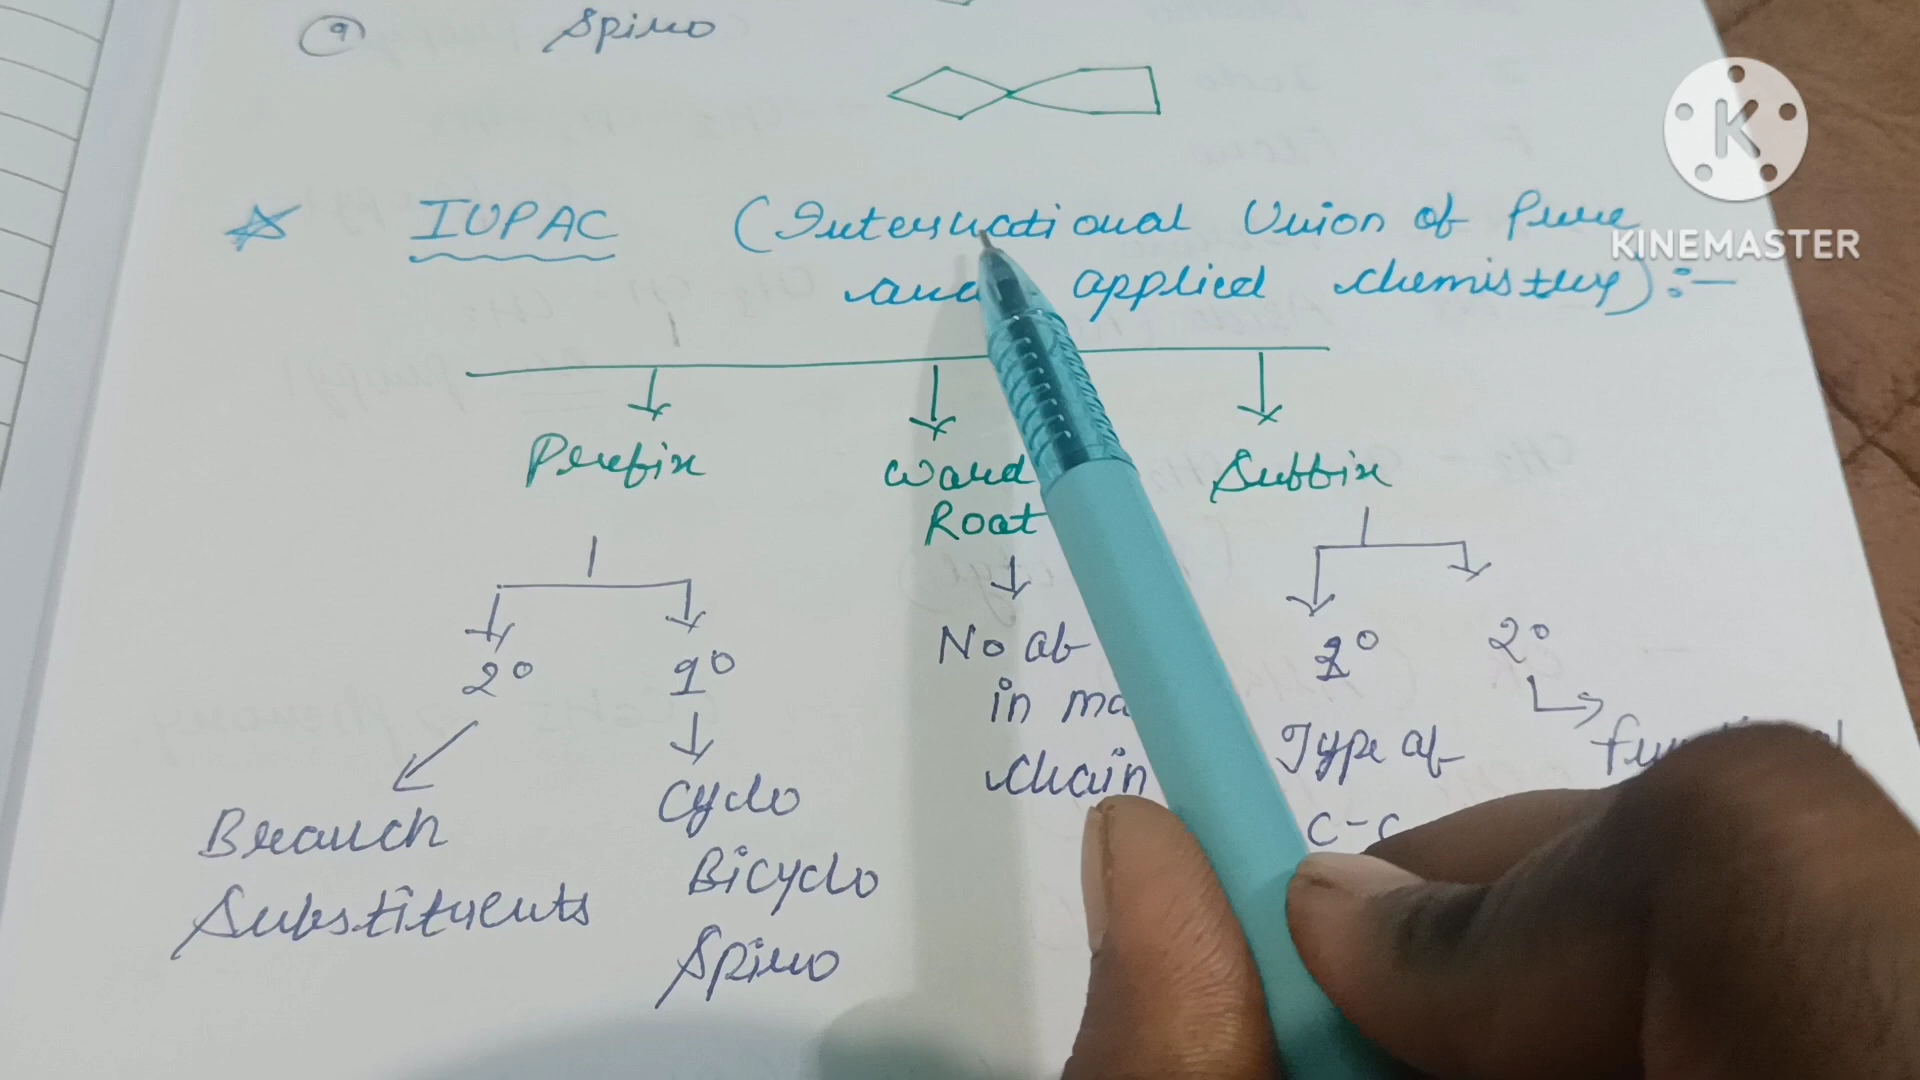 9 Spiro
IUPAC (International Union of Pure
and applied chemistry):-
KINEMASTER
Prefix Word Suffix
Root
2° 1° No of 1° 2°
in
chain Type of
Branch Cyclo C-C
Substituents Bicyclo
Spiro